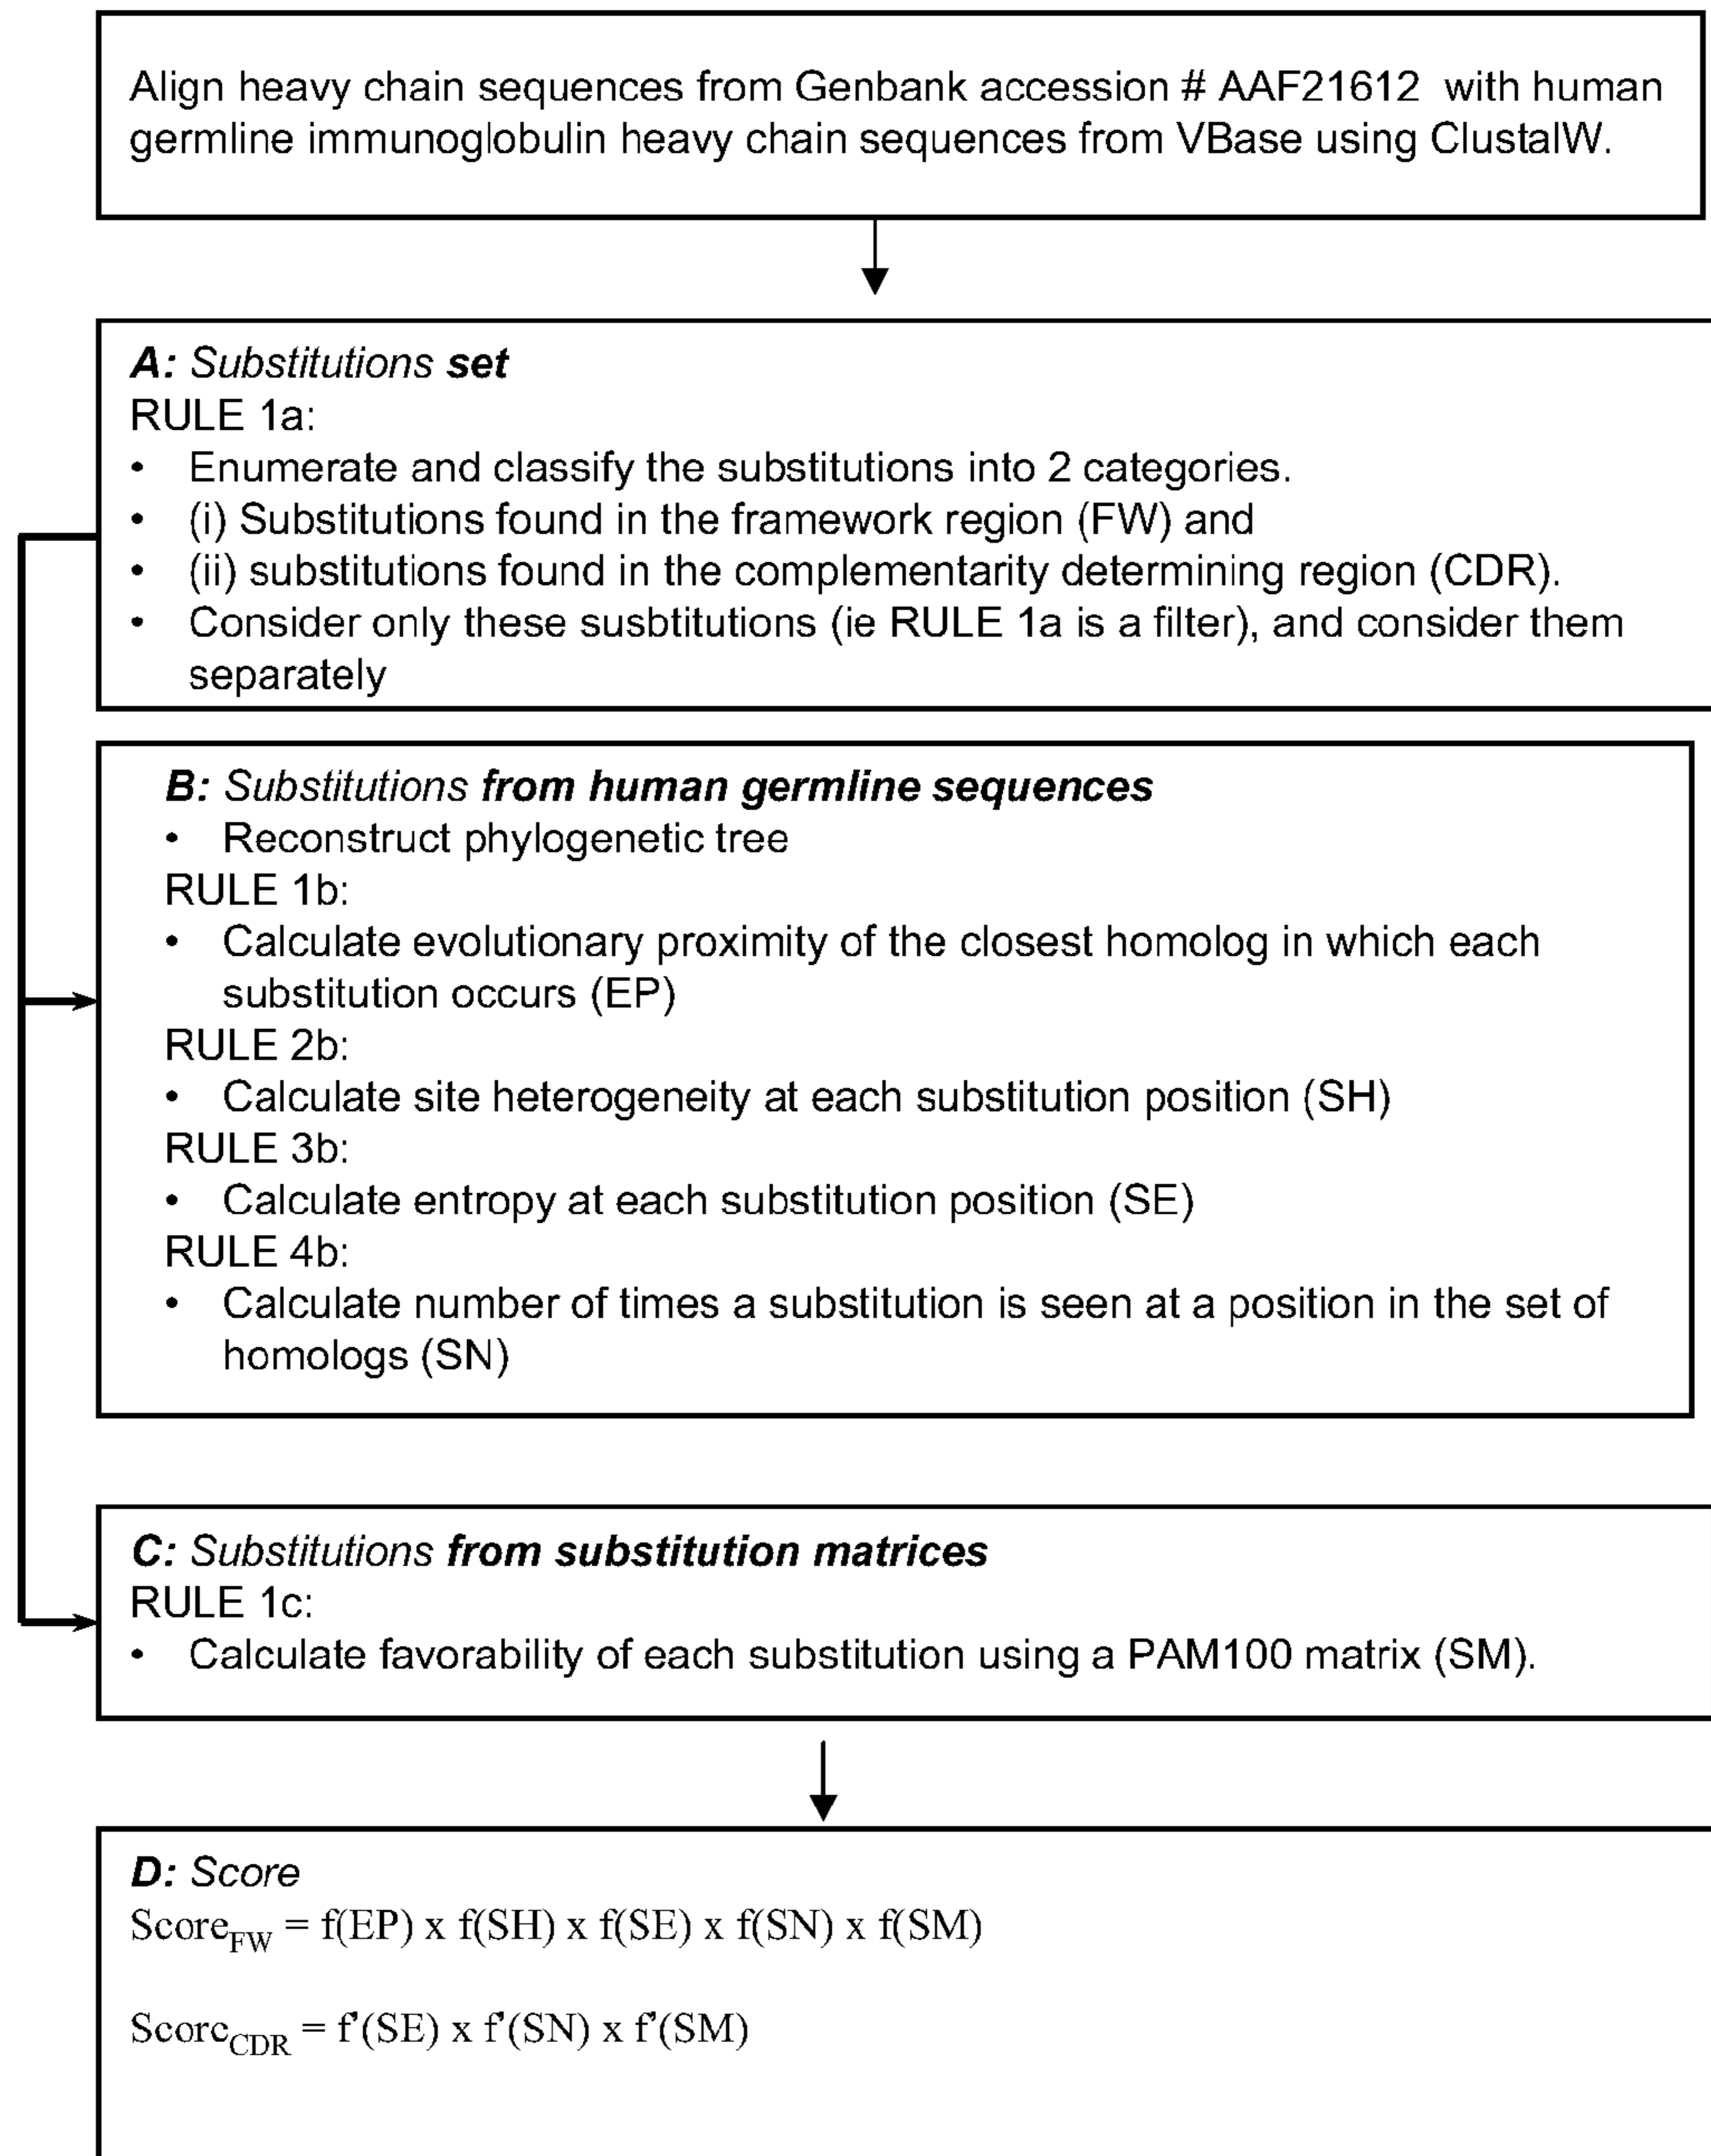 Align heavy chain sequences from Genbank accession # AAF21612 with human
germline immunoglobulin heavy chain sequences from VBase using ClustalW.
A: Substitutions set
RULE 1a:
• Enumerate and classify the substitutions into 2 categories.
• (i) Substitutions found in the framework region (FW) and
• (ii) substitutions found in the complementarity determining region (CDR).
• Consider only these susbtitutions (ie RULE 1a is a filter), and consider them
separately
B: Substitutions from human germline sequences
• Reconstruct phylogenetic tree
RULE 1b:
• Calculate evolutionary proximity of the closest homolog in which each
substitution occurs (EP)
RULE 2b:
• Calculate site heterogeneity at each substitution position (SH)
RULE 3b:
• Calculate entropy at each substitution position (SE)
RULE 4b:
• Calculate number of times a substitution is seen at a position in the set of
homologs (SN)
C: Substitutions from substitution matrices
RULE 1c:
• Calculate favorability of each substitution using a PAM100 matrix (SM).
D: Score
Score_FW = f(EP) x f(SH) x f(SE) x f(SN) x f(SM)
Score_CDR = f'(SE) x f'(SN) x f'(SM)